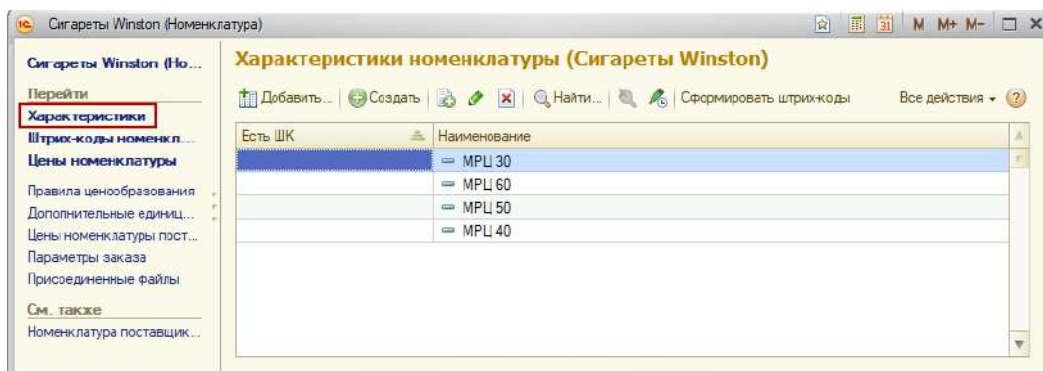 Сигареты Winston (Номенклатура)
31 M M+ M-
Сигареты Winston (Но...
Перейти
Характеристики
Штрих-коды номенкл...
Цены номенклатуры
Правила ценообразования
Дополнительные единиц...
Цены номенклатуры пост...
Параметры заказа
Присоединенные файлы
См. также
Номенклатура поставщик...
Характеристики номенклатуры (Сигареты Winston)
Добавить... Создать Найти... Сформировать штрихкоды Все действия
Есть ШК Наименование
МРЦ 30
МРЦ 60
МРЦ 50
МРЦ 40